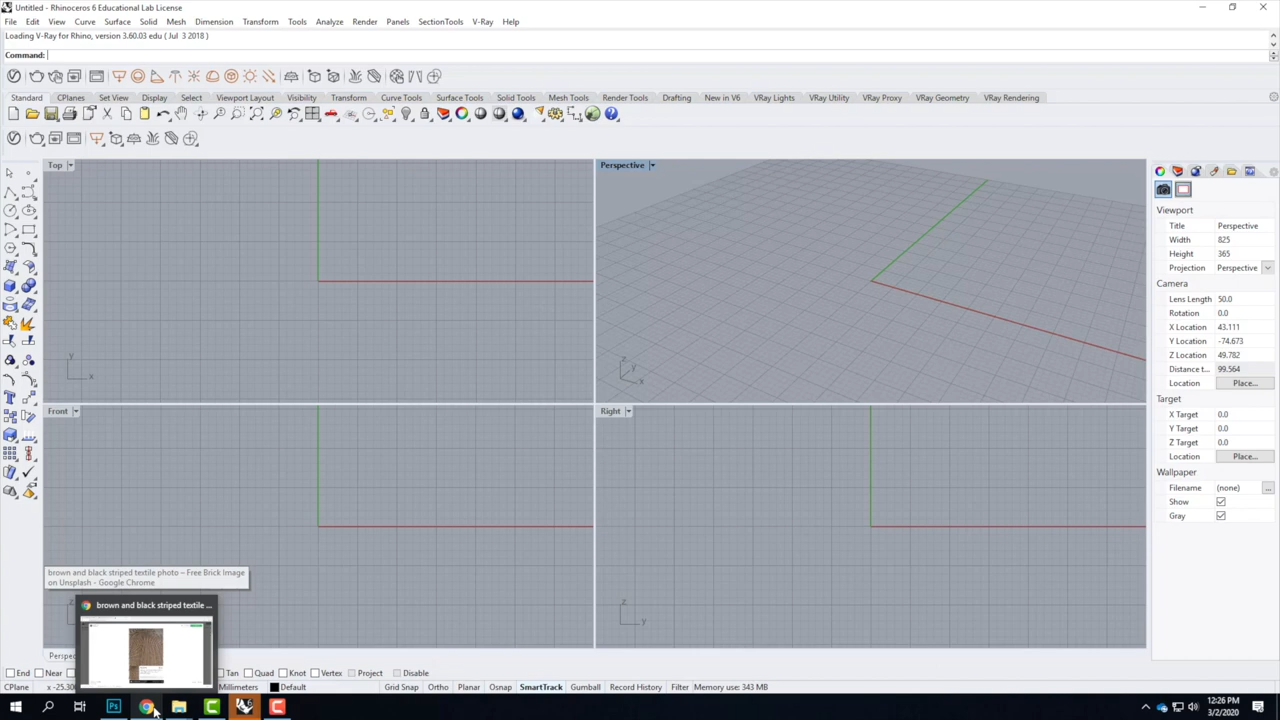 Untitled - Rhinoceros 6 Educational Lab License
File Edit View Curve Surface Solid Mesh Dimension Transform Tools Analyze Render Panels SectionTools V-Ray Help
Loading V-Ray for Rhino, version 3.60.03 edu ( Jul 3 2018 )
Command:
Standard CPlanes Set View Display Select Viewport Layout Visibility Transform Curve Tools Surface Tools Solid Tools Mesh Tools Render Tools Drafting New in V6 VRay Lights VRay Utility VRay Proxy VRay Geometry VRay Rendering
Top
y
x
Perspective
z
y
x
Front
Right
z
y
Viewport
Title Perspective
Width 825
Height 365
Projection Perspective
Camera
Lens Length 50.0
Rotation 0.0
X Location 43.111
Y Location -74.673
Z Location 49.782
Distance t... 99.564
Location Place...
Target
X Target 0.0
Y Target 0.0
Z Target 0.0
Location Place...
Wallpaper
Filename (none) ...
Show
Gray
brown and black striped textile photo – Free Brick Image
on Unsplash - Google Chrome
brown and black striped textile ...
End Near Tan Quad Knot Vertex Project Disable
CPlane Millimeters Default Grid Snap Ortho Planar Osnap SmartTrack Gumball Record History Filter Memory use: 343 MB
Ps
12:26 PM
3/2/2020